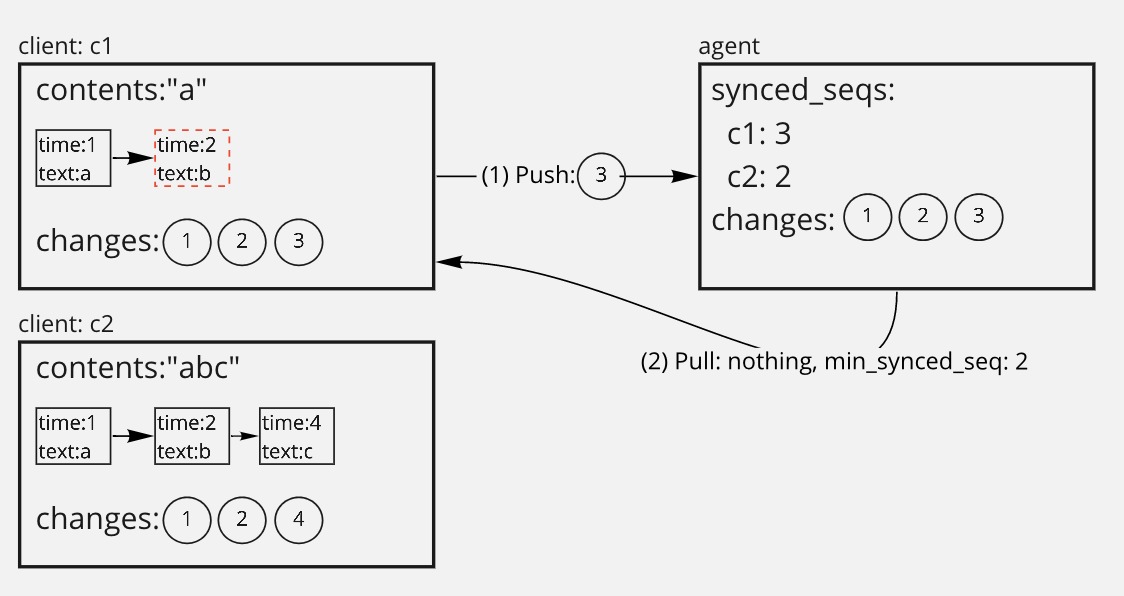 client: c1
contents:"a"
time:1
text:a
time:2
text:b
changes: 1 2 3
(1) Push: 3
agent
synced_seqs:
c1: 3
c2: 2
changes: 1 2 3
(2) Pull: nothing, min_synced_seq: 2
client: c2
contents:"abc"
time:1
text:a
time:2
text:b
time:4
text:c
changes: 1 2 4